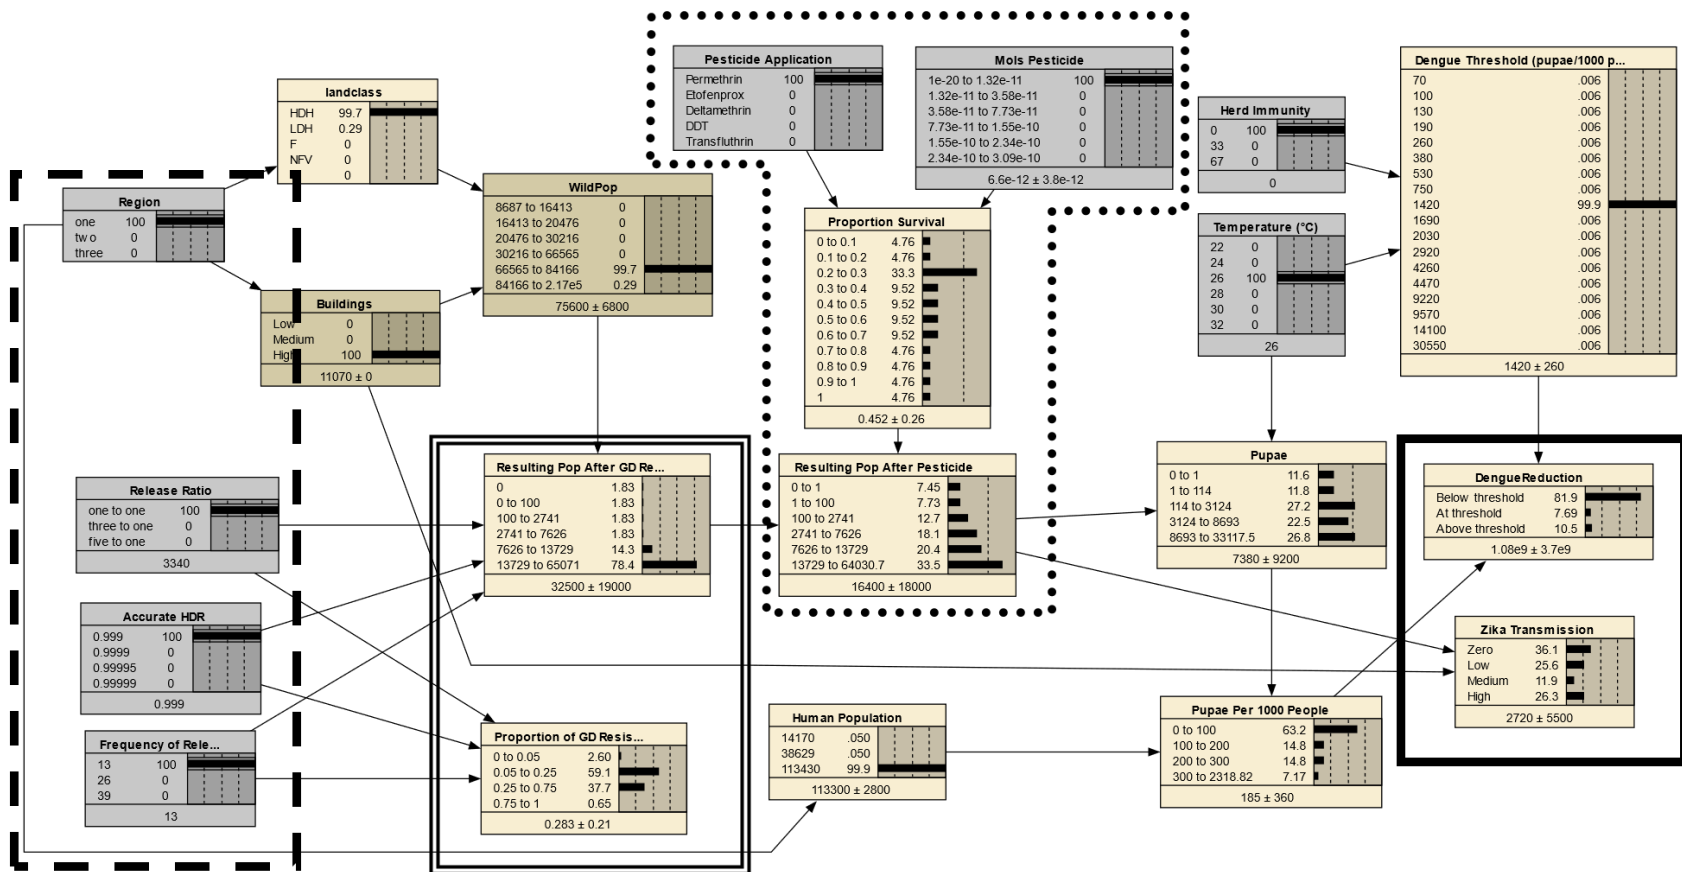 Pesticide Application
Permethrin 100
Etofenprox 0
Deltamethrin 0
DDT 0
Transfluthrin 0
Mols Pesticide
1e-20 to 1.32e-11 100
1.32e-11 to 3.58e-11 0
3.58e-11 to 7.73e-11 0
7.73e-11 to 1.55e-10 0
1.55e-10 to 2.34e-10 0
2.34e-10 to 3.09e-10 0
6.6e-12 ± 3.8e-12
Dengue Threshold (pupae/1000 p...
70 .006
100 .006
130 .006
190 .006
260 .006
380 .006
530 .006
750 .006
1420 99.9
1690 .006
2030 .006
2920 .006
4260 .006
4470 .006
9220 .006
9570 .006
14100 .006
30550 .006
1420 ± 260
landclass
HDH 99.7
LDH 0.29
F 0
NFV 0
0
Herd Immunity
0 100
33 0
67 0
0
Region
one 100
two 0
three 0
WildPop
8687 to 16413 0
16413 to 20476 0
20476 to 30216 0
30216 to 66565 0
66565 to 84166 99.7
84166 to 2.17e5 0.29
75600 ± 6800
Proportion Survival
0 to 0.1 4.76
0.1 to 0.2 4.76
0.2 to 0.3 33.3
0.3 to 0.4 9.52
0.4 to 0.5 9.52
0.5 to 0.6 9.52
0.6 to 0.7 9.52
0.7 to 0.8 4.76
0.8 to 0.9 4.76
0.9 to 1 4.76
1 4.76
0.452 ± 0.26
Temperature (°C)
22 0
24 0
26 100
28 0
30 0
32 0
26
Buildings
Low 0
Medium 0
High 100
11070 ± 0
Release Ratio
one to one 100
three to one 0
five to one 0
3340
Resulting Pop After GD Re...
0 1.83
0 to 100 1.83
100 to 2741 1.83
2741 to 7626 1.83
7626 to 13729 14.3
13729 to 65071 78.4
32500 ± 19000
Resulting Pop After Pesticide
0 to 1 7.45
1 to 100 7.73
100 to 2741 12.7
2741 to 7626 18.1
7626 to 13729 20.4
13729 to 64030.7 33.5
16400 ± 18000
Pupae
0 to 1 11.6
1 to 114 11.8
114 to 3124 27.2
3124 to 8693 22.5
8693 to 33117.5 26.8
7380 ± 9200
DengueReduction
Below threshold 81.9
At threshold 7.69
Above threshold 10.5
1.08e9 ± 3.7e9
Accurate HDR
0.999 100
0.9999 0
0.99995 0
0.99999 0
0.999
Zika Transmission
Zero 36.1
Low 25.6
Medium 11.9
High 26.3
2720 ± 5500
Frequency of Rele...
13 100
26 0
39 0
13
Proportion of GD Resis...
0 to 0.05 2.60
0.05 to 0.25 59.1
0.25 to 0.75 37.7
0.75 to 1 0.65
0.283 ± 0.21
Human Population
14170 .050
38629 .050
113430 99.9
113300 ± 2800
Pupae Per 1000 People
0 to 100 63.2
100 to 200 14.8
200 to 300 14.8
300 to 2318.82 7.17
185 ± 360